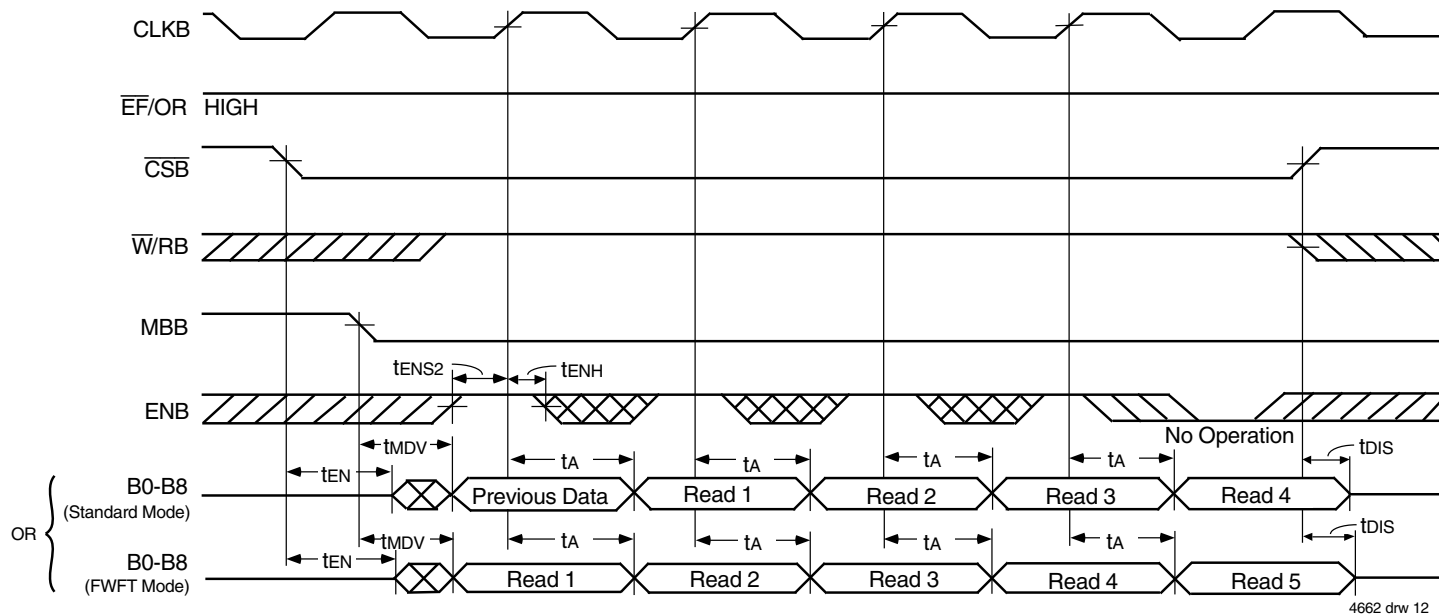 CLKB
EF/OR HIGH
CSB
W/RB
MBB
tENS2 tENH
ENB
No Operation
tMDV
tEN tA tA tA tA tDIS
B0-B8
(Standard Mode)
Previous Data Read 1 Read 2 Read 3 Read 4
OR
tMDV tDIS
tEN tA tA tA tA
B0-B8
(FWFT Mode)
Read 1 Read 2 Read 3 Read 4 Read 5
4662 drw 12